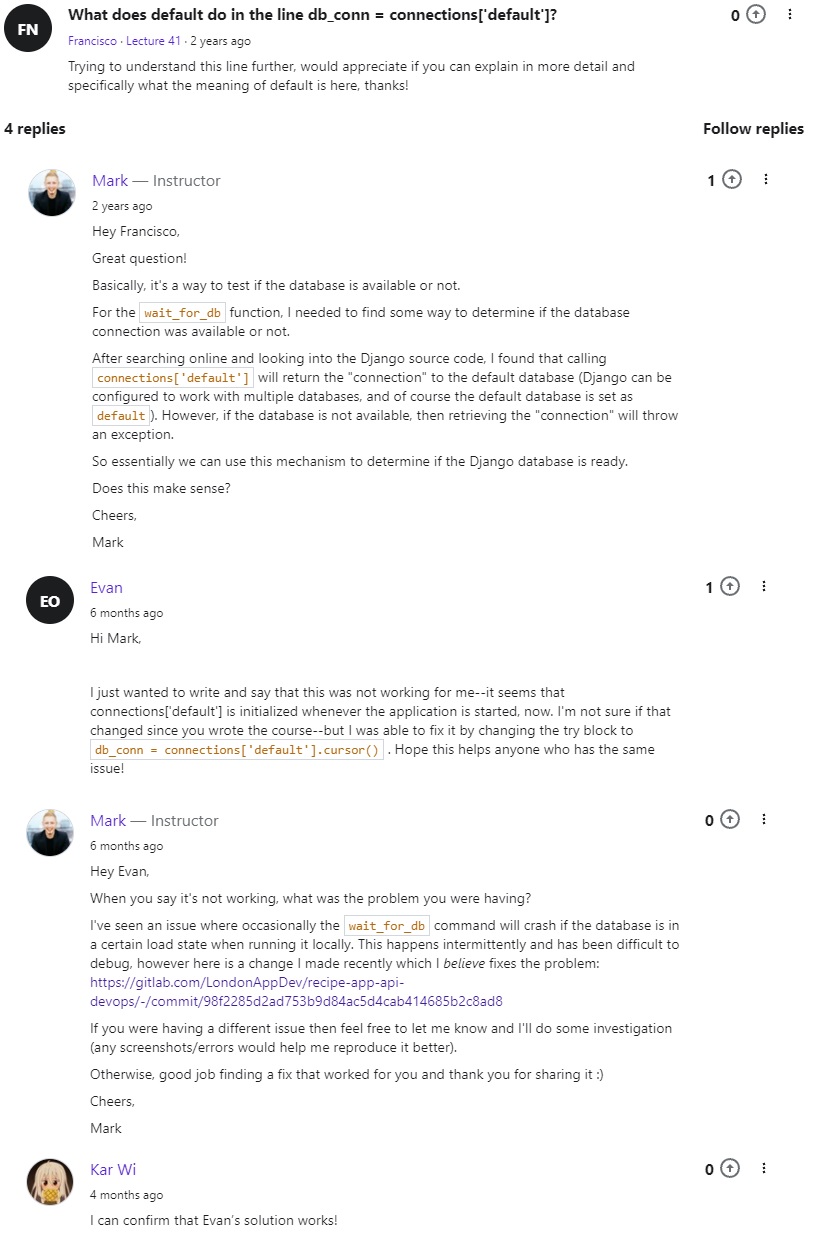 FN
What does default do in the line db_conn = connections['default']?
0
Francisco · Lecture 41 · 2 years ago
Trying to understand this line further, would appreciate if you can explain in more detail and
specifically what the meaning of default is here, thanks!
4 replies
Follow replies
Mark — Instructor
1
2 years ago
Hey Francisco,
Great question!
Basically, it's a way to test if the database is available or not.
For the wait_for_db function, I needed to find some way to determine if the database
connection was available or not.
After searching online and looking into the Django source code, I found that calling
connections['default'] will return the "connection" to the default database (Django can be
configured to work with multiple databases, and of course the default database is set as
default). However, if the database is not available, then retrieving the "connection" will throw
an exception.
So essentially we can use this mechanism to determine if the Django database is ready.
Does this make sense?
Cheers,
Mark
EO
Evan
1
6 months ago
Hi Mark,
I just wanted to write and say that this was not working for me--it seems that
connections['default'] is initialized whenever the application is started, now. I'm not sure if that
changed since you wrote the course--but I was able to fix it by changing the try block to
db_conn = connections['default'].cursor() . Hope this helps anyone who has the same
issue!
Mark — Instructor
0
6 months ago
Hey Evan,
When you say it's not working, what was the problem you were having?
I've seen an issue where occasionally the wait_for_db command will crash if the database is in
a certain load state when running it locally. This happens intermittently and has been difficult to
debug, however here is a change I made recently which I believe fixes the problem:
https://gitlab.com/LondonAppDev/recipe-app-api-
devops/-/commit/98f2285d2ad753b9d84ac5d4cab414685b2c8ad8
If you were having a different issue then feel free to let me know and I'll do some investigation
(any screenshots/errors would help me reproduce it better).
Otherwise, good job finding a fix that worked for you and thank you for sharing it :)
Cheers,
Mark
Kar Wi
0
4 months ago
I can confirm that Evan's solution works!